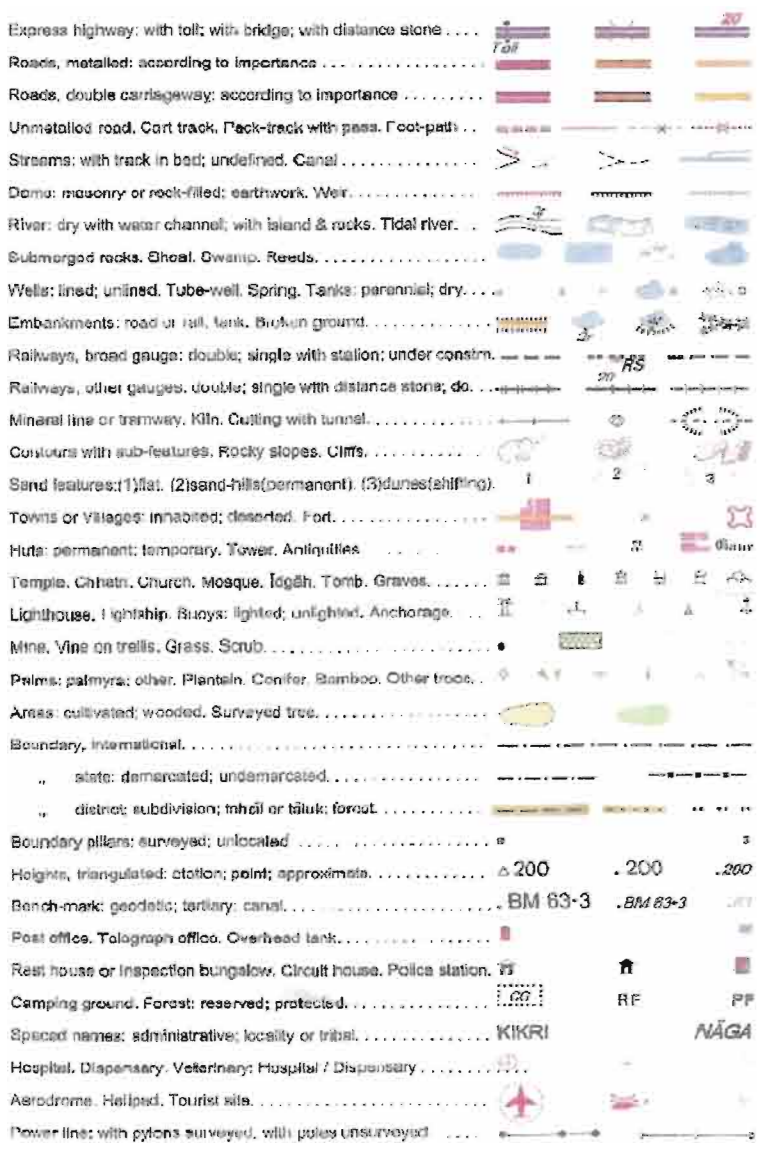 Express highway: with toll; with bridge; with distance stone .... Toll 20
Roads, metalled: according to importance ................
Roads, double carriageway: according to importance .........
Unmetalled road. Cart track. Pack-track with pass. Foot-path ..
Streams: with track in bed; undefined. Canal ..............
Dams: masonry or rock-filled; earthwork. Weir..............
River: dry with water channel; with island & rocks. Tidal river. . 3r
Submerged rocks. Shoal. Swamp. Reeds..................
Wells: lined; unlined. Tube-well. Spring. Tanks: perennial; dry....
Embankments: road or rail, tank. Broken ground............. 3r
Railways, broad gauge: double; single with station; under constrn. RS
Railways, other gauges. double; single with distance stone; do. .. 20
Mineral line or tramway. Kiln. Cutting with tunnel.............
Contours with sub-features. Rocky slopes. Cliffs..............
Sand features:(1)flat. (2)sand-hills(permanent). (3)dunes(shifting). 1 2 3
Towns or Villages: inhabited; deserted. Fort................
Huts: permanent; temporary. Tower. Antiquities . . . . Gaur
Temple. Chhatri. Church. Mosque. Īdgāh. Tomb. Graves.......
Lighthouse. Lightship. Buoys: lighted; unlighted. Anchorage. ...
Mine. Vine on trellis. Grass. Scrub......................
Palms: palmyra; other. Plantain. Conifer. Bamboo. Other trees. .
Areas: cultivated; wooded. Surveyed tree..................
Boundary, international..............................
„ state: demarcated; undemarcated................
„ district; subdivision; tahsīl or tāluk; forest...........
Boundary pillars: surveyed; unlocated ................
Heights, triangulated: station; point; approximate............ 200 .200 .200
Bench-mark: geodetic; tertiary; canal................... . BM 63·3 .BM 63·3
Post office. Telegraph office. Overhead tank................
Rest house or Inspection bungalow. Circuit house. Police station.
Camping ground. Forest: reserved; protected............... CG RF PF
Spaced names: administrative; locality or tribal............. KIKRI NĀGA
Hospital. Dispensary. Veterinary: Hospital / Dispensary ............
Aerodrome. Helipad. Tourist site........................
Power line: with pylons surveyed, with poles unsurveyed ....